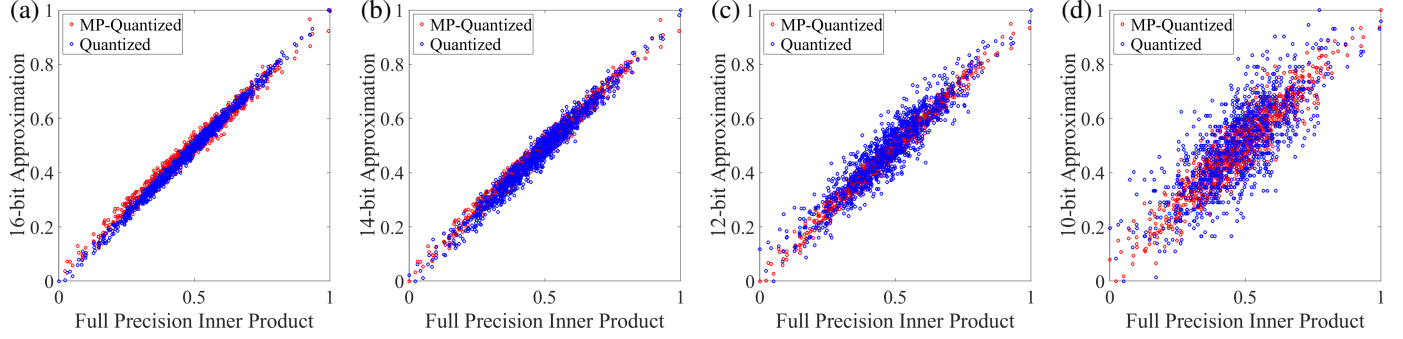 (a)
MP-Quantized
Quantized
16-bit Approximation
1
0.8
0.6
0.4
0.2
0
0
0.5
1
Full Precision Inner Product
(b)
MP-Quantized
Quantized
14-bit Approximation
1
0.8
0.6
0.4
0.2
0
0
0.5
1
Full Precision Inner Product
(c)
MP-Quantized
Quantized
12-bit Approximation
1
0.8
0.6
0.4
0.2
0
0
0.5
1
Full Precision Inner Product
(d)
MP-Quantized
Quantized
10-bit Approximation
1
0.8
0.6
0.4
0.2
0
0
0.5
1
Full Precision Inner Product